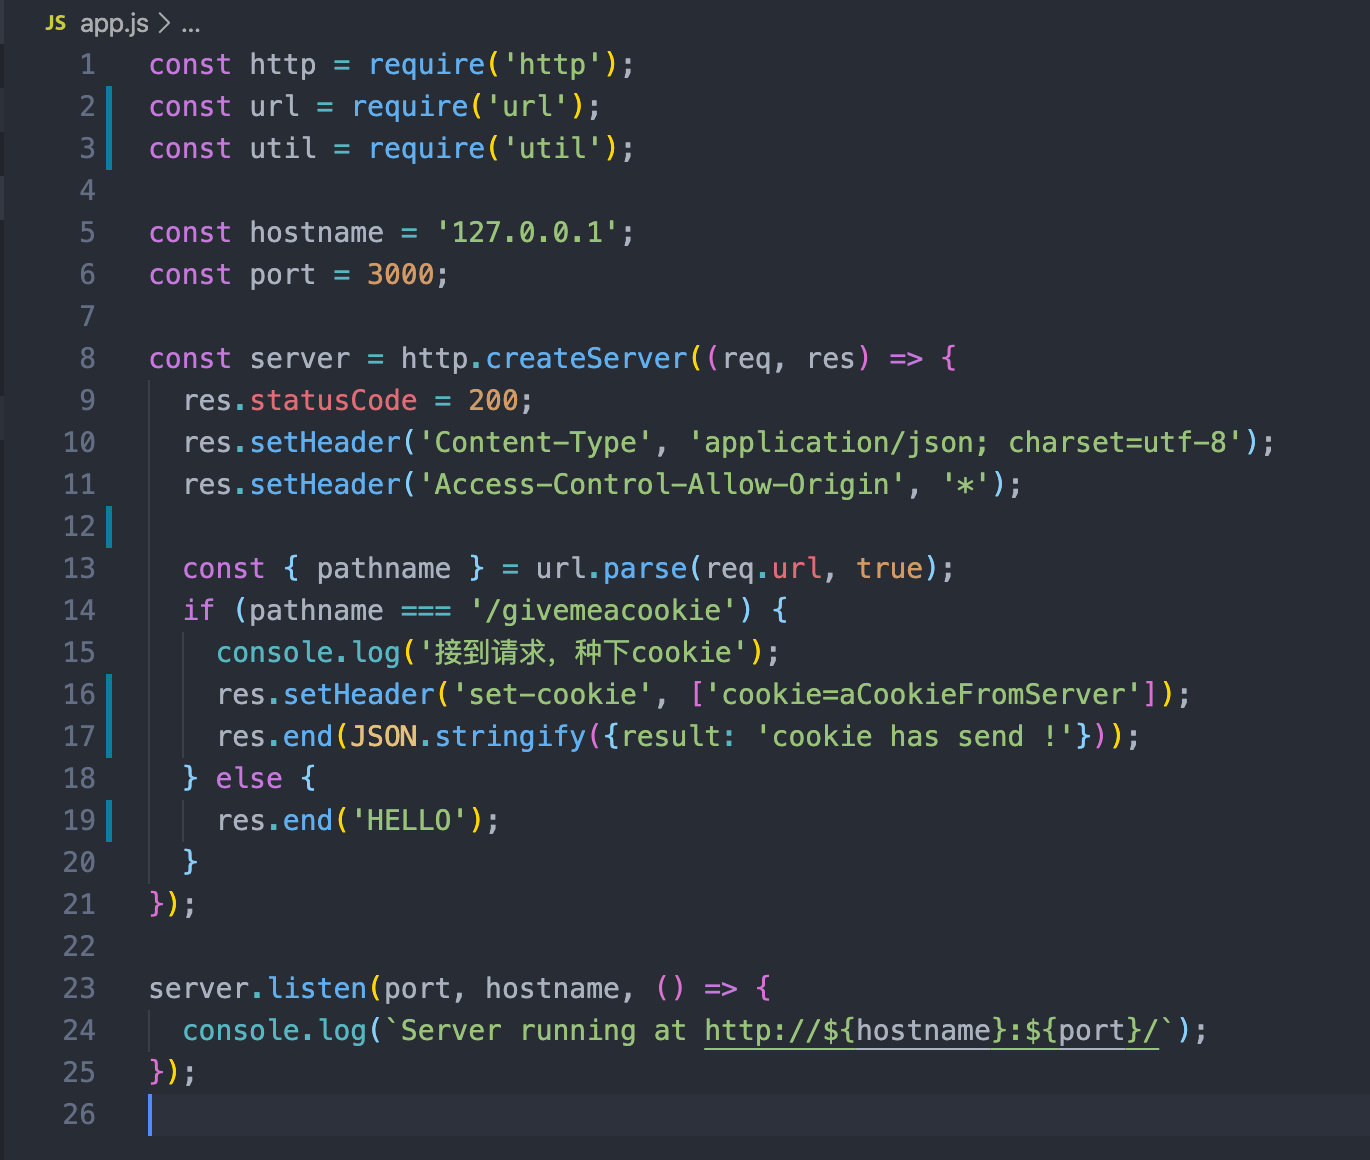 JS app.js > ...
1 const http = require('http');
2 const url = require('url');
3 const util = require('util');
4
5 const hostname = '127.0.0.1';
6 const port = 3000;
7
8 const server = http.createServer((req, res) => {
9   res.statusCode = 200;
10   res.setHeader('Content-Type', 'application/json; charset=utf-8');
11   res.setHeader('Access-Control-Allow-Origin', '*');
12
13   const { pathname } = url.parse(req.url, true);
14   if (pathname === '/givemeacookie') {
15     console.log('接到请求，种下cookie');
16     res.setHeader('set-cookie', ['cookie=aCookieFromServer']);
17     res.end(JSON.stringify({result: 'cookie has send !'}));
18   } else {
19     res.end('HELLO');
20   }
21 });
22
23 server.listen(port, hostname, () => {
24   console.log(`Server running at http://${hostname}:${port}/`);
25 });
26